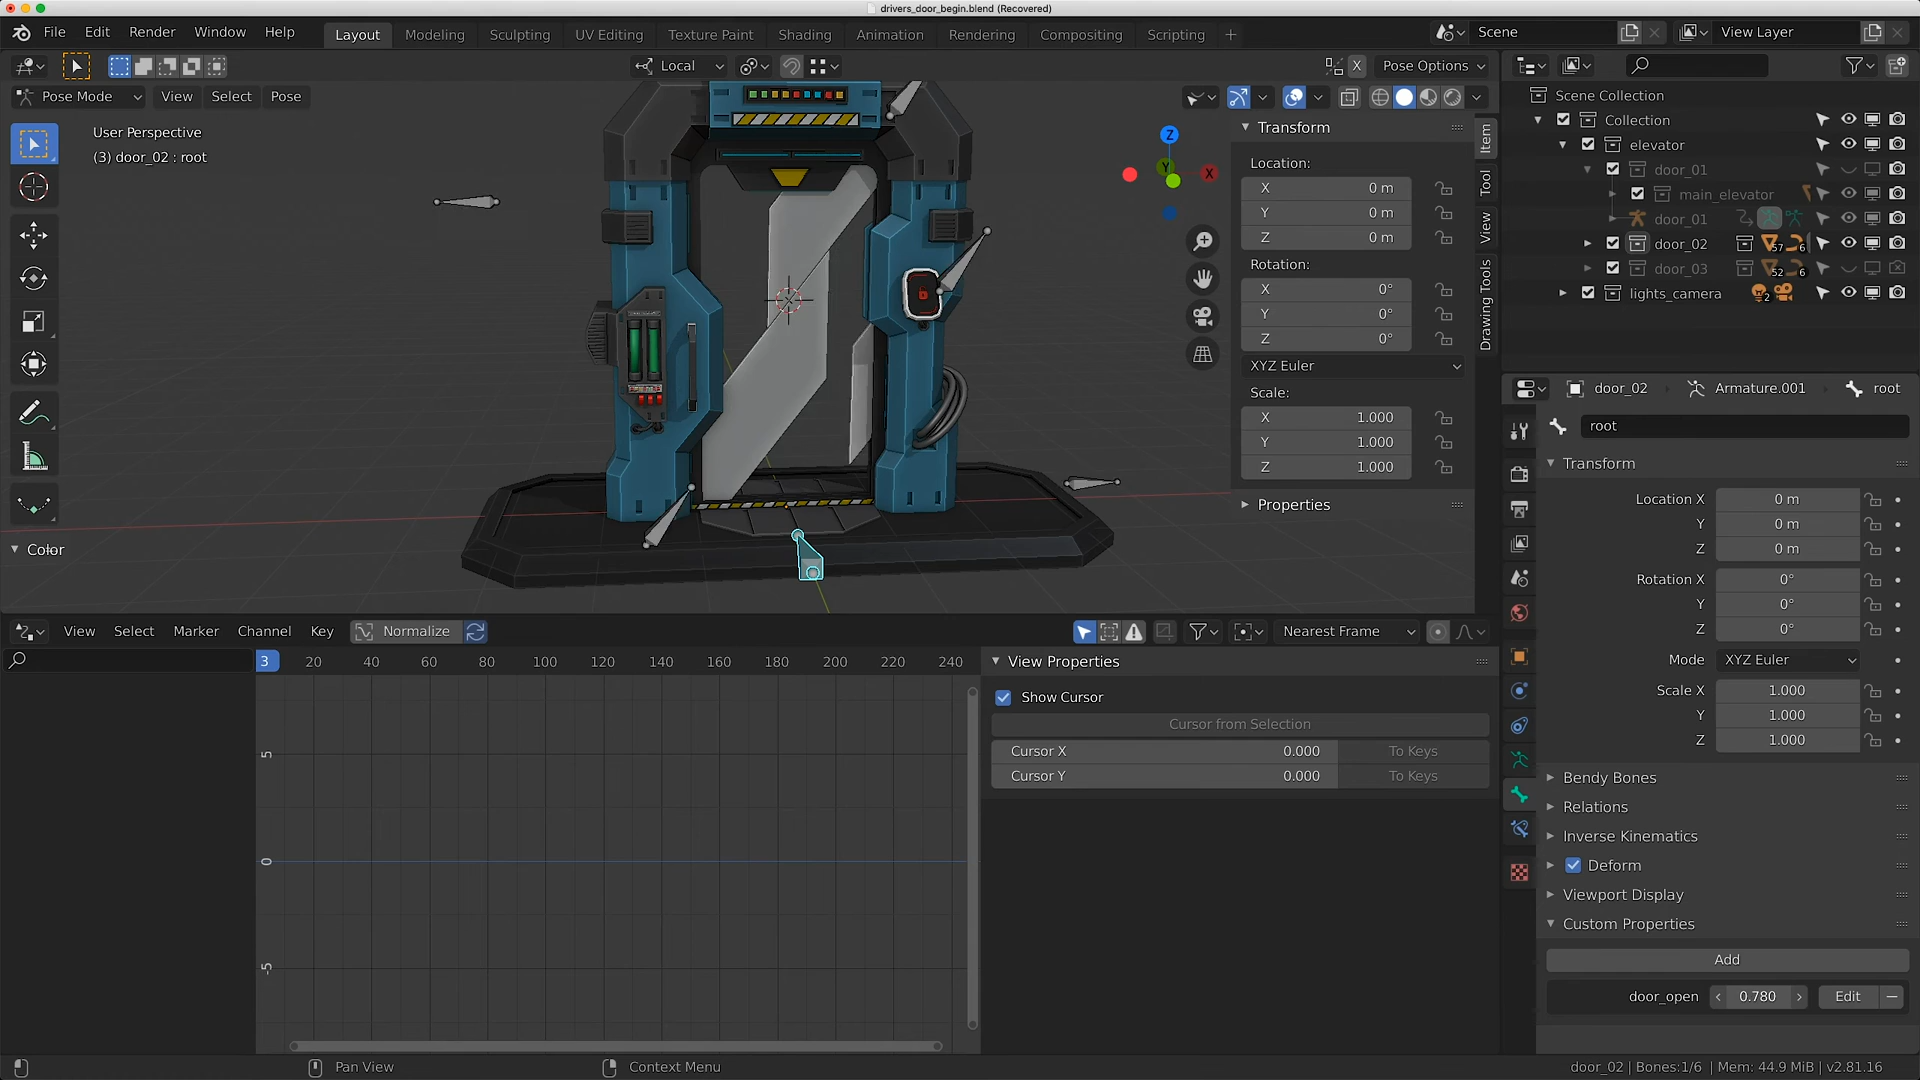 drivers_door_begin.blend (Recovered)
File Edit Render Window Help Layout Modeling Sculpting UV Editing Texture Paint Shading Animation Rendering Compositing Scripting + Scene View Layer
Local X Pose Options
Pose Mode View Select Pose
User Perspective
(3) door_02 : root
Color
Z
Y
X
Transform
Location:
X 0 m
Y 0 m
Z 0 m
Rotation:
X 0°
Y 0°
Z 0°
XYZ Euler
Scale:
X 1.000
Y 1.000
Z 1.000
Properties
Item
Tool
View
Drawing Tools
Scene Collection
Collection
elevator
door_01
main_elevator
door_01
door_02 57 6
door_03 52 6
lights_camera 2
door_02 Armature.001 root
root
Transform
Location X 0 m
Y 0 m
Z 0 m
Rotation X 0°
Y 0°
Z 0°
Mode XYZ Euler
Scale X 1.000
Y 1.000
Z 1.000
Bendy Bones
Relations
Inverse Kinematics
Deform
Viewport Display
Custom Properties
Add
door_open 0.780 Edit
View Select Marker Channel Key Normalize Nearest Frame
3 20 40 60 80 100 120 140 160 180 200 220 240
5
0
-5
View Properties
Show Cursor
Cursor from Selection
Cursor X 0.000 To Keys
Cursor Y 0.000 To Keys
Pan View Context Menu door_02 | Bones:1/6 | Mem: 44.9 MiB | v2.81.16